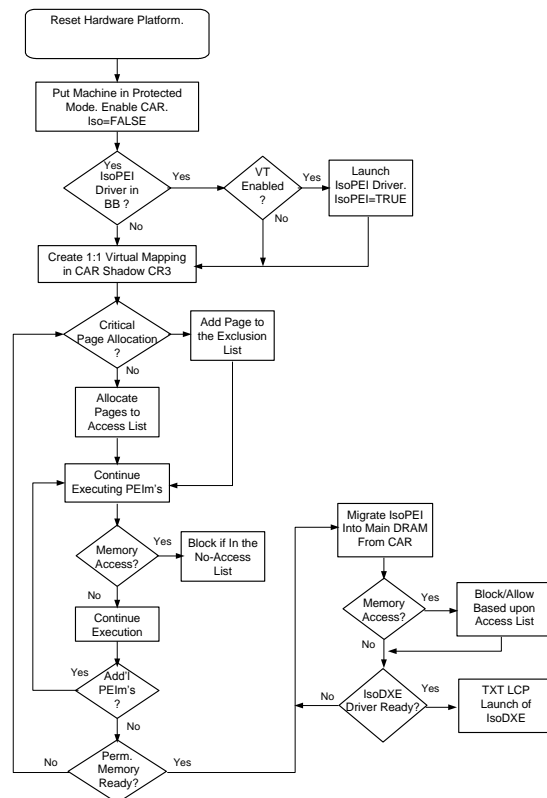 Reset Hardware Platform.
Put Machine in Protected
Mode. Enable CAR.
Iso=FALSE
Yes
IsoPEI
Driver in
BB ?
Yes
VT
Enabled
?
Yes
Launch
IsoPEI Driver.
IsoPEI=TRUE
No
No
Create 1:1 Virtual Mapping
in CAR Shadow CR3
Critical
Page Allocation
?
Add Page to
the Exclusion
List
No
Allocate
Pages to
Access List
Continue
Executing PEIm's
Memory
Access?
Yes
Block if In the
No-Access
List
No
Continue
Execution
Yes
Add'l
PEIm's
?
No
No
Perm.
Memory
Ready?
Yes
Migrate IsoPEI
Into Main DRAM
From CAR
Memory
Access?
Yes
Block/Allow
Based upon
Access List
No
No
IsoDXE
Driver Ready?
Yes
TXT LCP
Launch of
IsoDXE